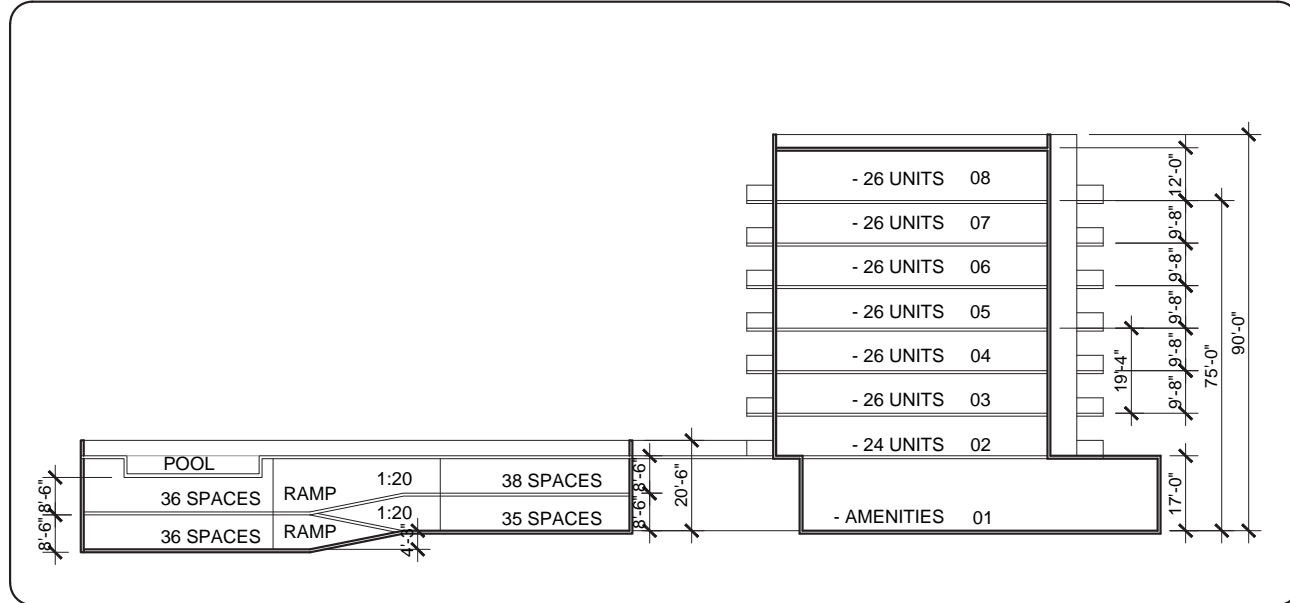 - 26 UNITS 08
- 26 UNITS 07
- 26 UNITS 06
- 26 UNITS 05
- 26 UNITS 04
- 26 UNITS 03
- 24 UNITS 02
- AMENITIES 01
12'-0"
9'-8"
9'-8"
9'-8"
9'-8"
9'-8"
19'-4"
75'-0"
90'-0"
17'-0"
POOL
36 SPACES
RAMP
1:20
38 SPACES
36 SPACES
RAMP
1:20
35 SPACES
8'-6"
8'-6"
4'-3"
8'-6"
8'-6"
20'-6"